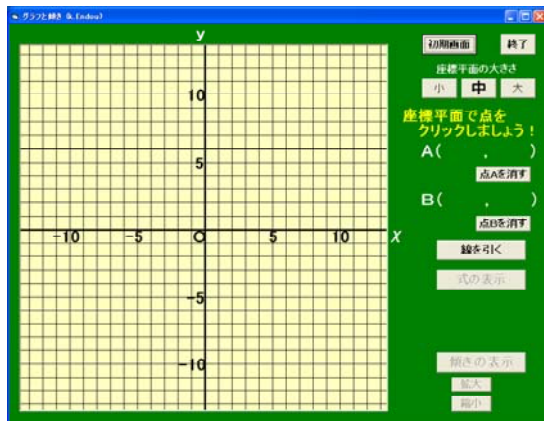 グラフと傾き (k.Endou)
y
初期画面 終了
座標平面の大きさ
小 中 大
座標平面で点を
クリックしましょう！
A( , )
点Aを消す
B( , )
点Bを消す
線を引く
式の表示
傾きの表示
拡大
縮小
10
5
-10 -5 O 5 10 X
-5
-10